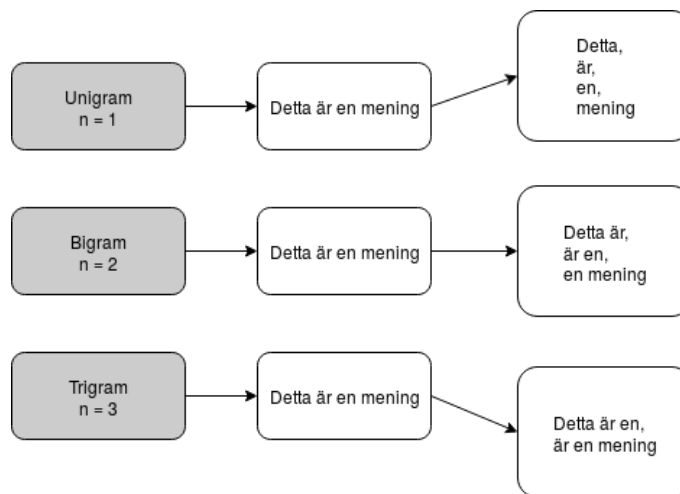 Unigram
n = 1
Detta är en mening
Detta,
är,
en,
mening
Bigram
n = 2
Detta är en mening
Detta är,
är en,
en mening
Trigram
n = 3
Detta är en mening
Detta är en,
är en mening